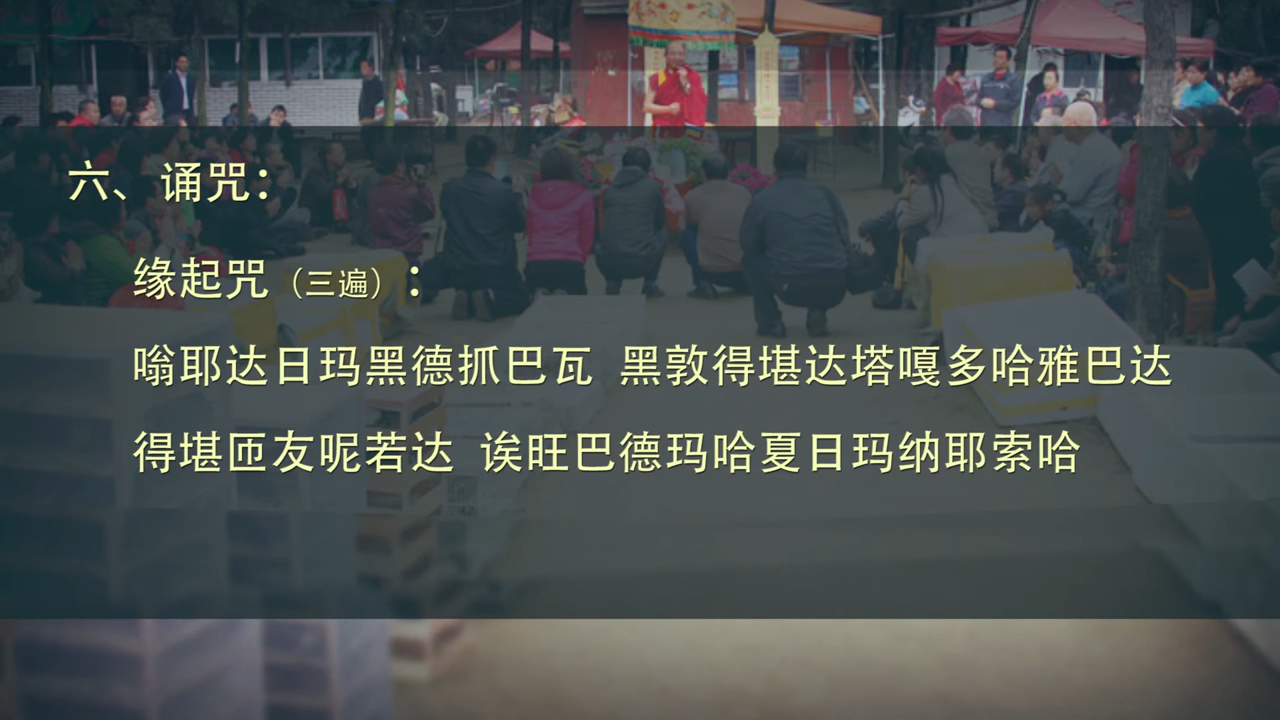 六、诵咒：
缘起咒（三遍）：
嗡耶达日玛黑德抓巴瓦 黑敦得堪达塔嘎多哈雅巴达
得堪匝友呢若达 诶旺巴德玛哈夏日玛纳耶索哈